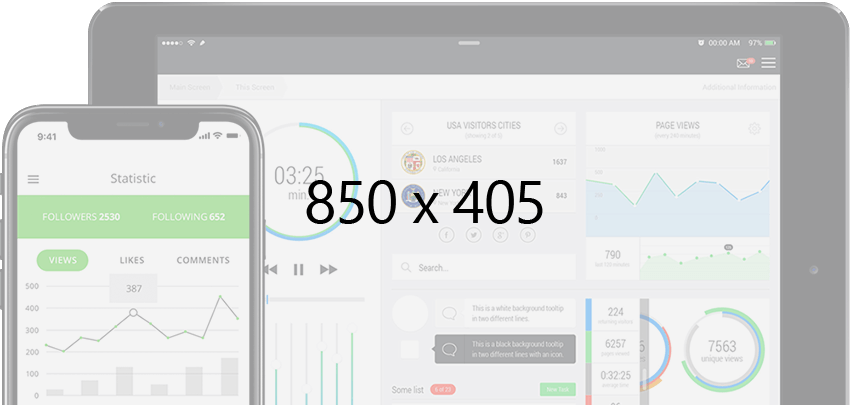 850 x 405
00:00 AM 97%
Main Screen This Screen
Additional Information
9:41
Statistic
FOLLOWERS 2530 FOLLOWING 652
VIEWS LIKES COMMENTS
387
500
400
300
200
100
0
03:25
min.
USA VISITORS CITIES
LOS ANGELES 1637
California
NEW YORK 843
Search...
This is a white background tooltip
in two different lines.
This is a black background tooltip
in two different lines with an icon.
Some list
PAGE VIEWS
790
224
6257
0:32:25
7563
unique views